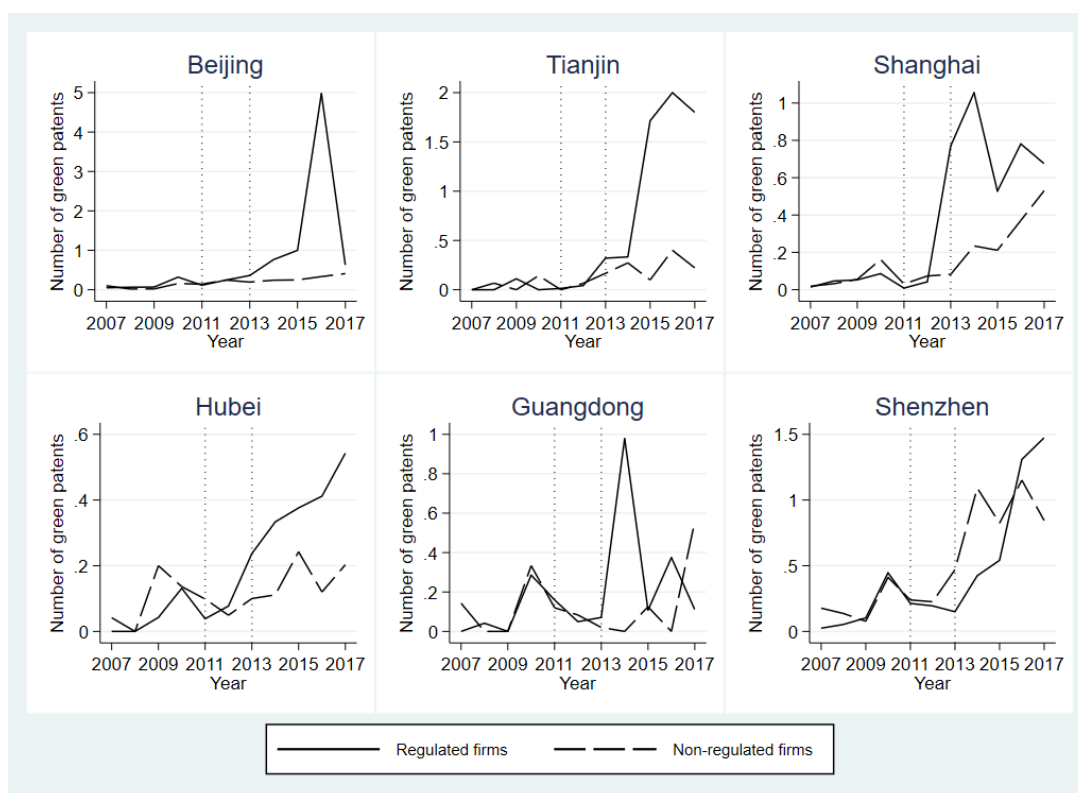 Beijing
Number of green patents
5
4
3
2
1
0
2007 2009 2011 2013 2015 2017
Year
Tianjin
Number of green patents
2
1.5
1
.5
0
2007 2009 2011 2013 2015 2017
Year
Shanghai
Number of green patents
1
.8
.6
.4
.2
0
2007 2009 2011 2013 2015 2017
Year
Hubei
Number of green patents
.6
.4
.2
0
2007 2009 2011 2013 2015 2017
Year
Guangdong
Number of green patents
1
.8
.6
.4
.2
0
2007 2009 2011 2013 2015 2017
Year
Shenzhen
Number of green patents
1.5
1
.5
0
2007 2009 2011 2013 2015 2017
Year
Regulated firms Non-regulated firms